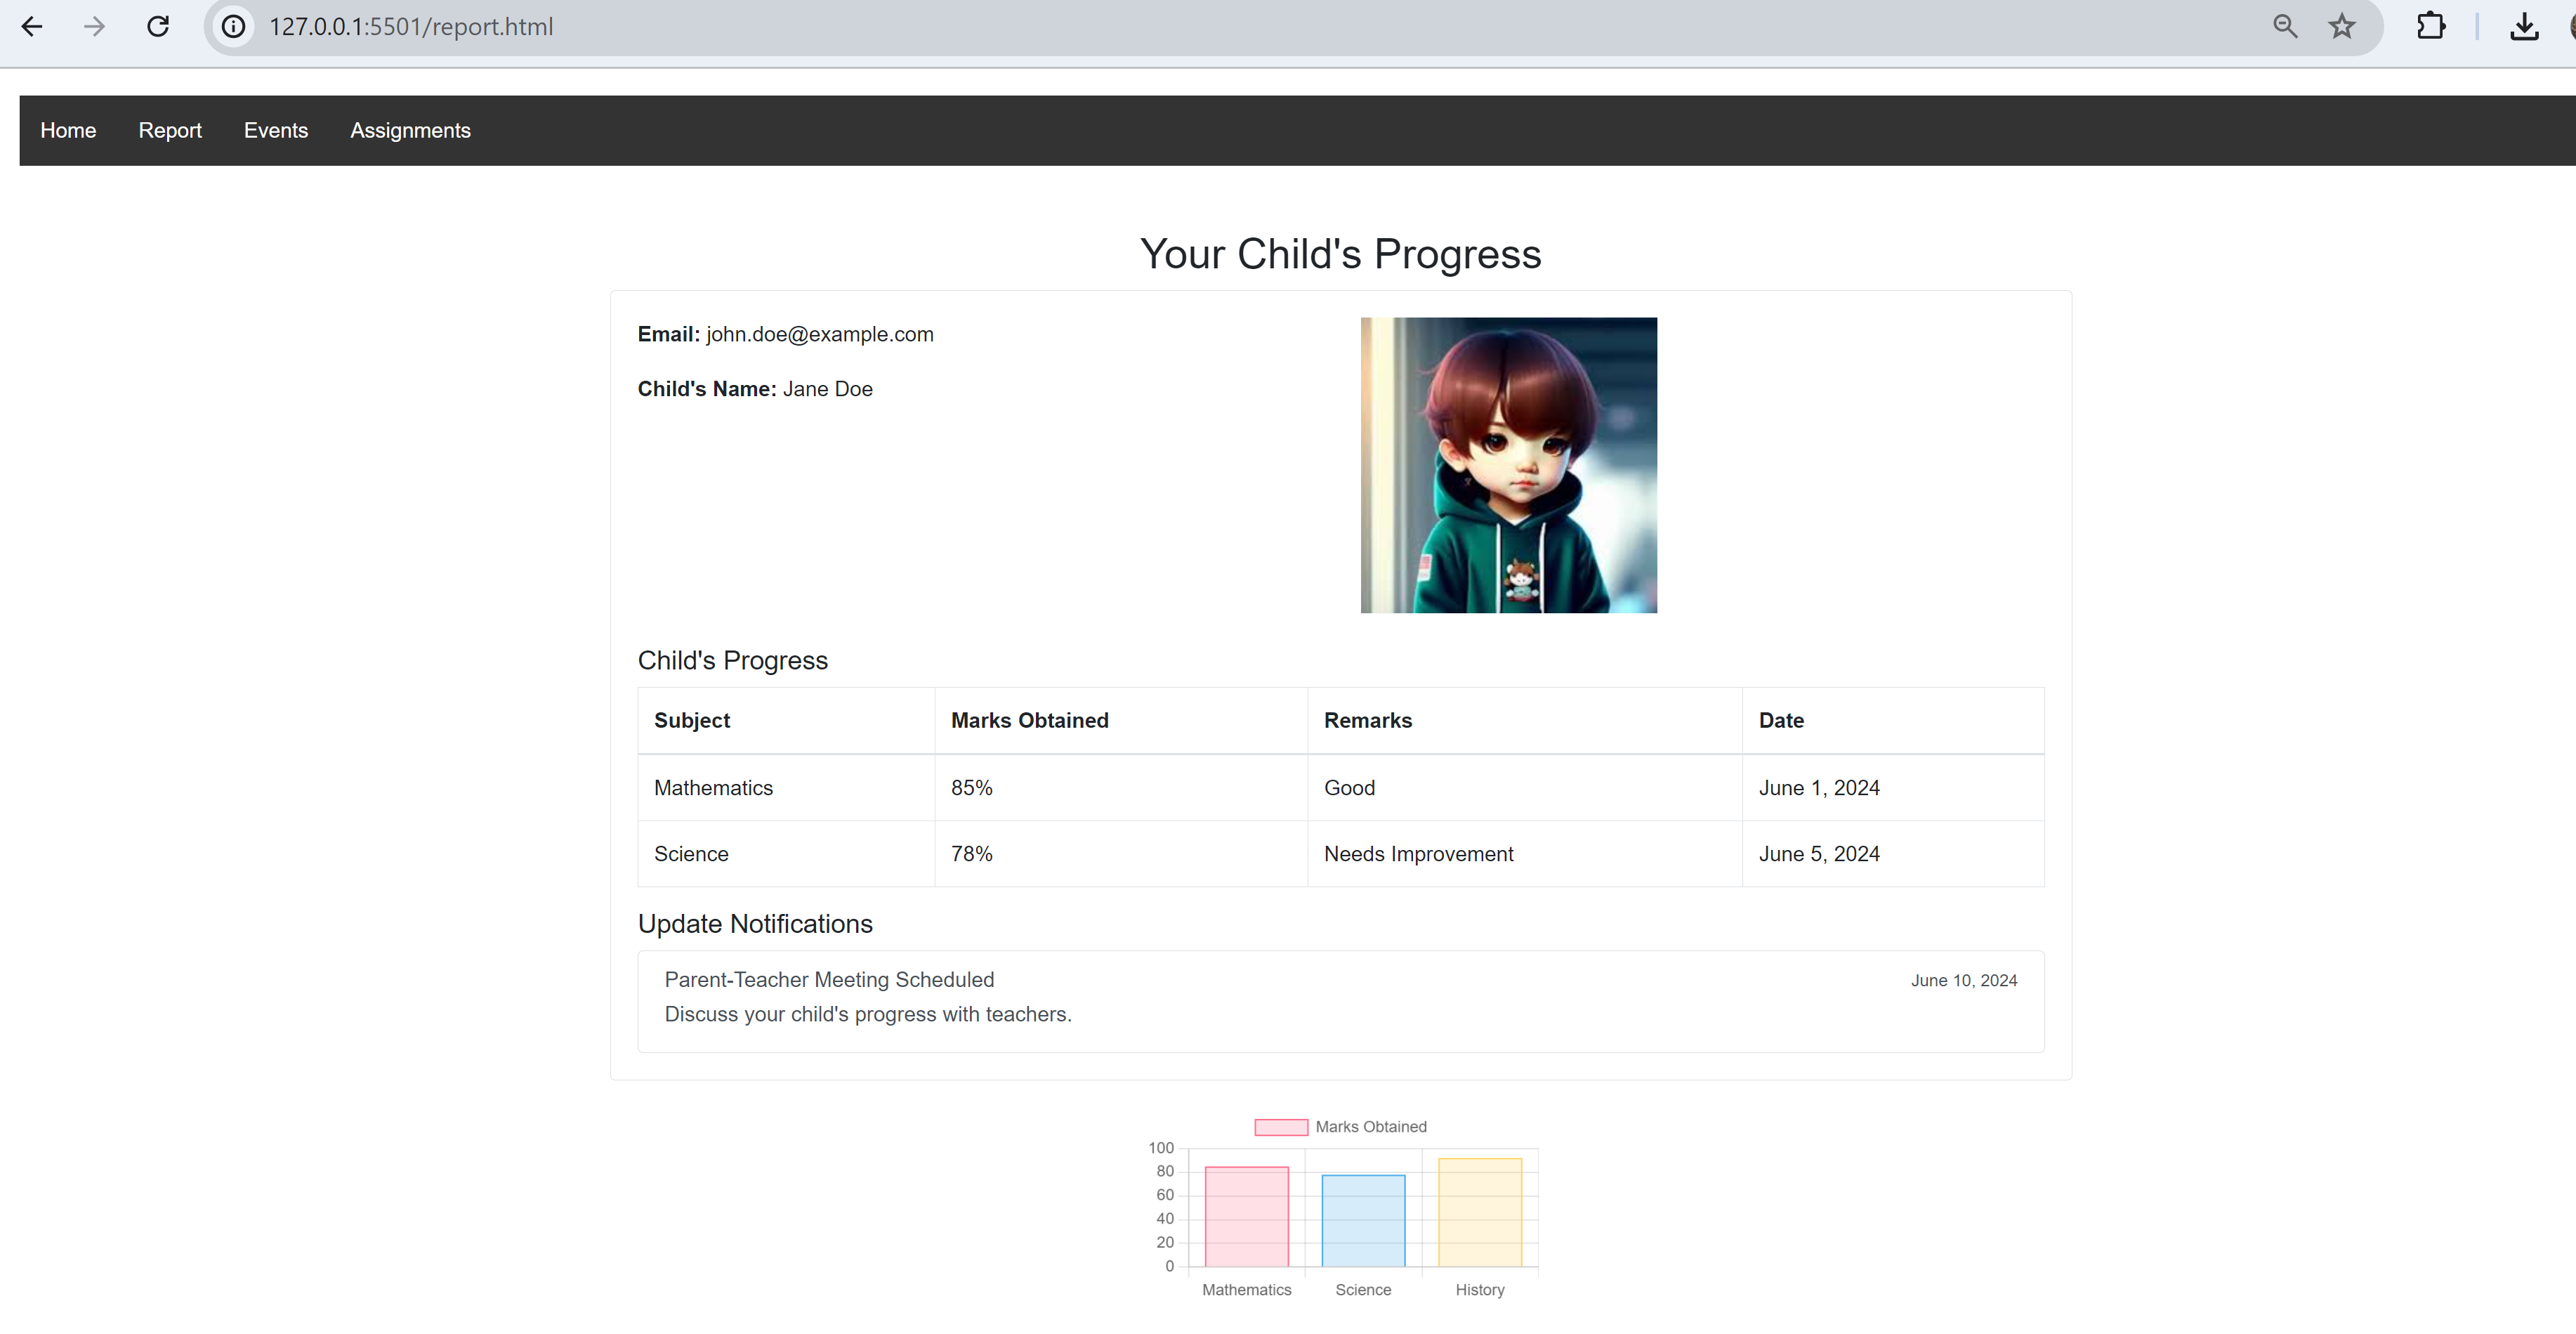 127.0.0.1:5501/report.html
Home Report Events Assignments
Your Child's Progress
Email: john.doe@example.com
Child's Name: Jane Doe
Child's Progress
Subject Marks Obtained Remarks Date
Mathematics 85% Good June 1, 2024
Science 78% Needs Improvement June 5, 2024
Update Notifications
Parent-Teacher Meeting Scheduled June 10, 2024
Discuss your child's progress with teachers.
Marks Obtained
100
80
60
40
20
0
Mathematics Science History